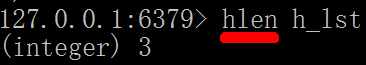 127.0.0.1:6379> hlen h_lst
(integer) 3